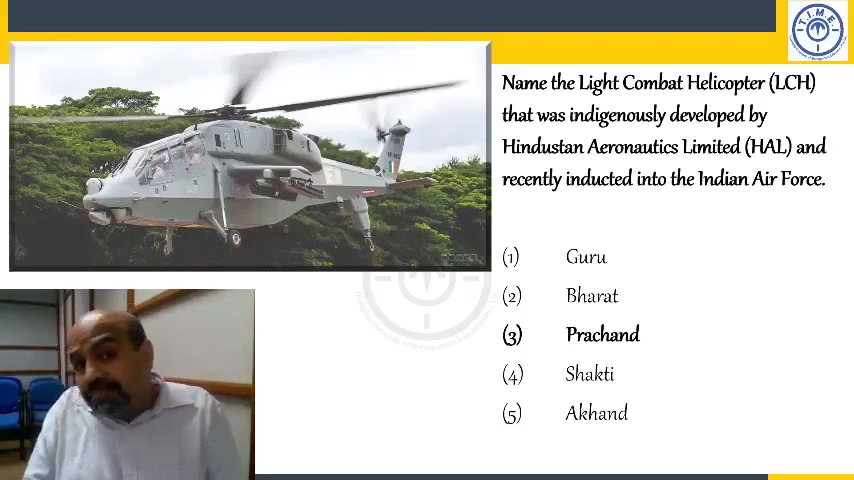 T.I.M.E.
Name the Light Combat Helicopter (LCH)
that was indigenously developed by
Hindustan Aeronautics Limited (HAL) and
recently inducted into the Indian Air Force.
(1) Guru
(2) Bharat
(3) Prachand
(4) Shakti
(5) Akhand